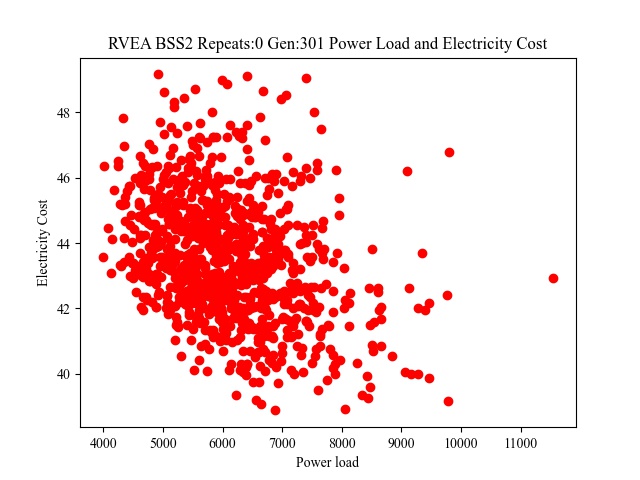 RVEA BSS2 Repeats:0 Gen:301 Power Load and Electricity Cost
48
46
44
42
40
Electricity Cost
4000 5000 6000 7000 8000 9000 10000 11000
Power load